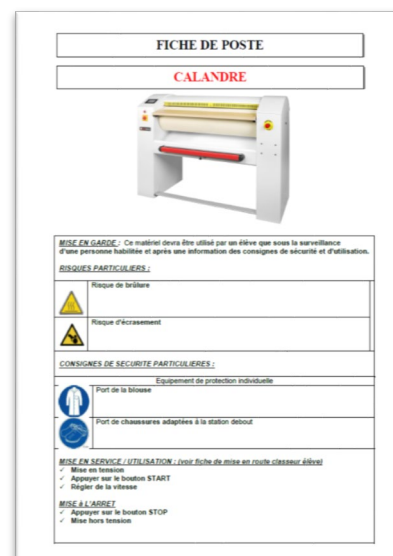 FICHE DE POSTE
CALANDRE
MISE EN GARDE : Ce matériel devra être utilisé par un élève que sous la surveillance
d'une personne habilitée et après une information des consignes de sécurité et d'utilisation.
RISQUES PARTICULIERS :
Risque de brûlure
Risque d'écrasement
CONSIGNES DE SECURITE PARTICULIERES :
Equipement de protection individuelle
Port de la blouse
Port de chaussures adaptées à la station debout
MISE EN SERVICE / UTILISATION : (voir fiche de mise en route classeur élève)
✓ Mise en tension
✓ Appuyer sur le bouton START
✓ Régler de la vitesse
MISE à L'ARRET
✓ Appuyer sur le bouton STOP
✓ Mise hors tension